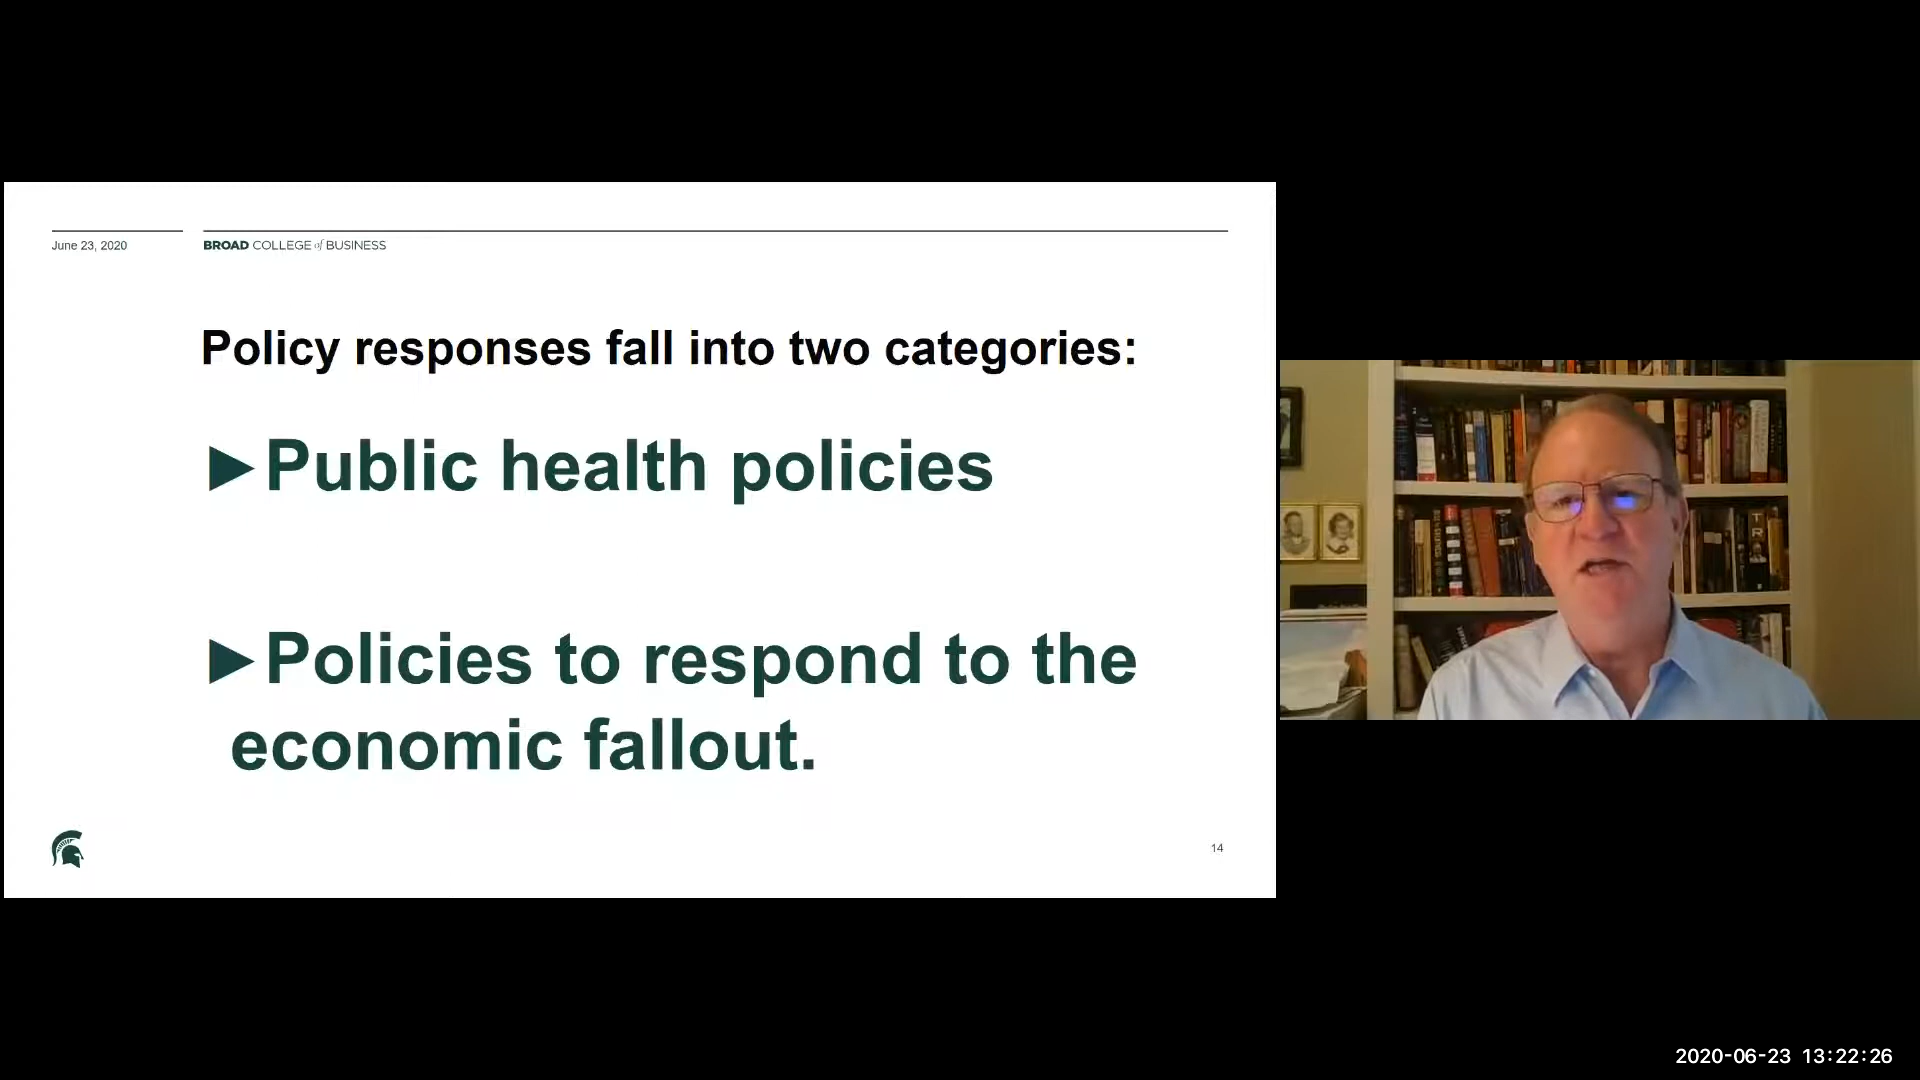 June 23, 2020
BROAD COLLEGE of BUSINESS
Policy responses fall into two categories:
►Public health policies
►Policies to respond to the
economic fallout.
14
2020-06-23 13:22:26